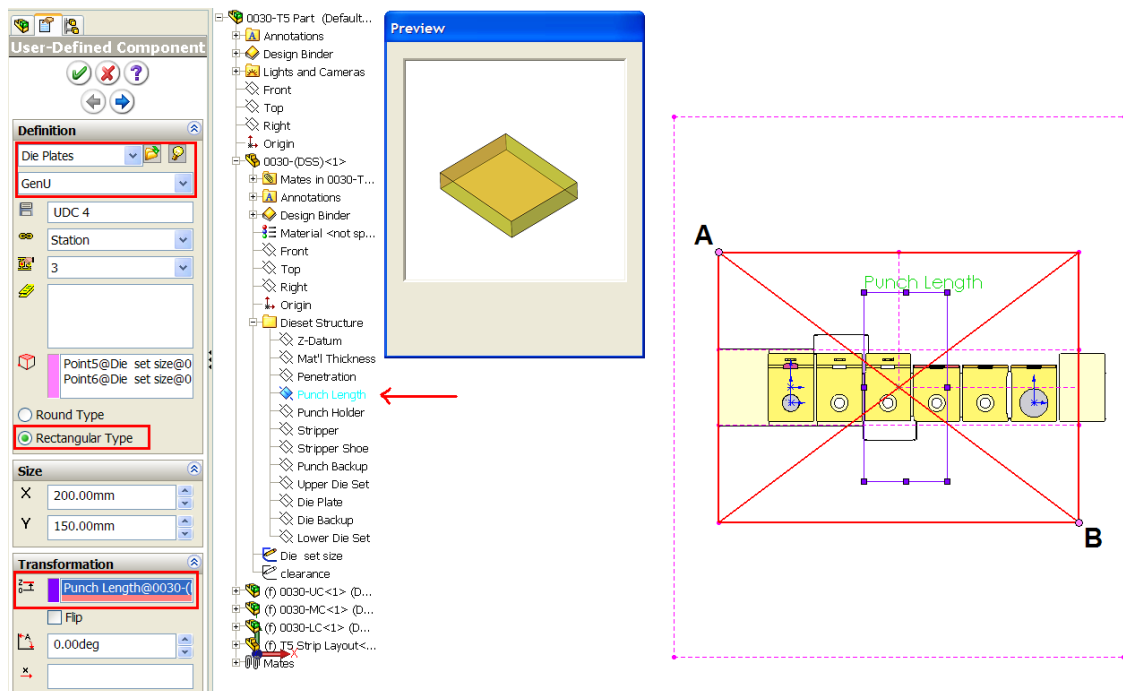 User-Defined Component
?
Definition
Die Plates
GenU
UDC 4
Station
3
Point5@Die set size@0
Point6@Die set size@0
Round Type
Rectangular Type
Size
X
200.00mm
Y
150.00mm
Transformation
Punch Length@0030-(
Flip
0.00deg
0030-T5 Part (Default...
Annotations
Design Binder
Lights and Cameras
Front
Top
Right
Origin
0030-(DSS)<1>
Mates in 0030-T...
Annotations
Design Binder
Material <not sp...
Front
Top
Right
Origin
Dieset Structure
Z-Datum
Mat'l Thickness
Penetration
Punch Length
Punch Holder
Stripper
Stripper Shoe
Punch Backup
Upper Die Set
Die Plate
Die Backup
Lower Die Set
Die set size
clearance
(f) 0030-UC<1> (D...
(f) 0030-MC<1> (D...
(f) 0030-LC<1> (D...
(f) T5 Strip Layout<...
X
Mates
Preview
A
Punch Length
B